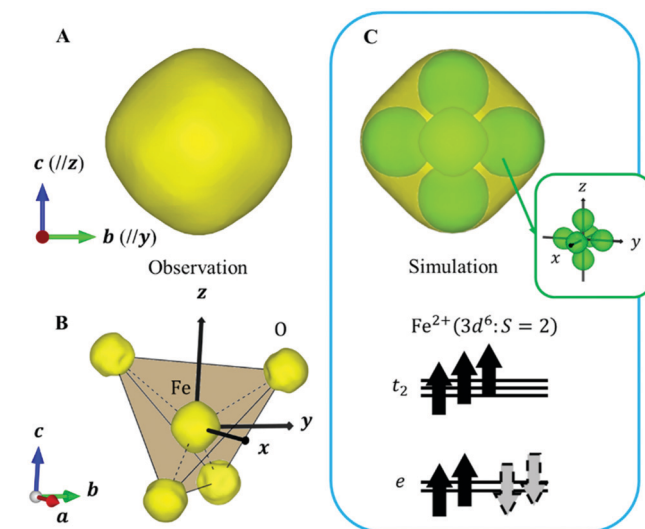 A
c (//z)
b (//y)
Observation
B
z
O
Fe
y
x
c
b
a
C
Simulation
z
y
x
Fe²⁺(3d⁶: S = 2)
t₂
e